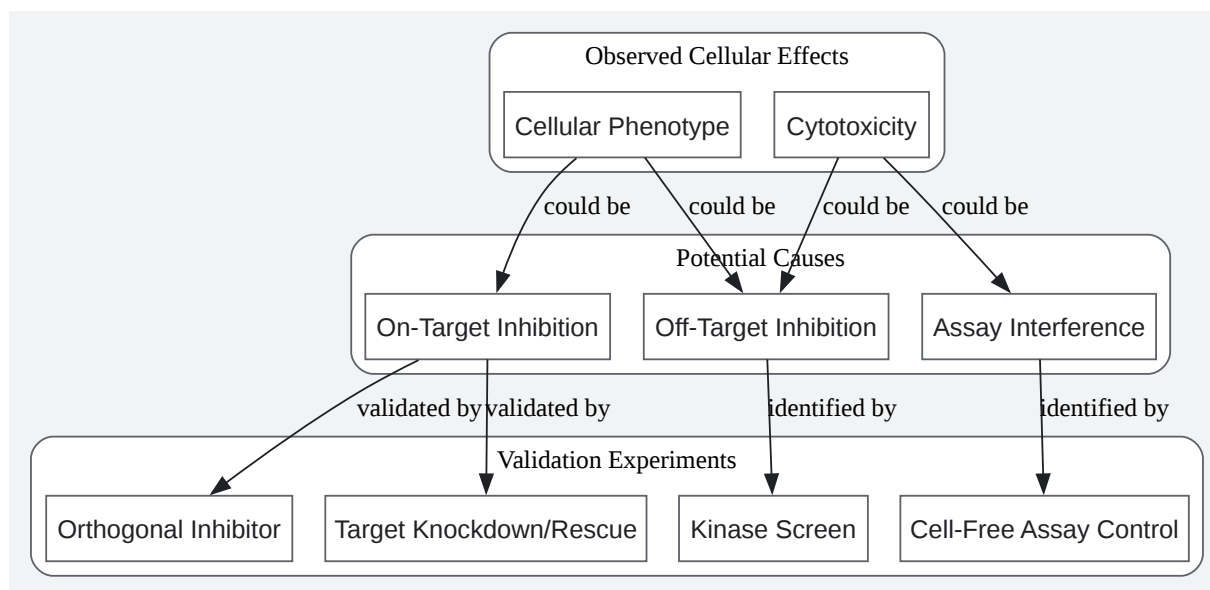 Observed Cellular Effects
Cellular Phenotype
Cytotoxicity
could be
could be
could be
could be
Potential Causes
On-Target Inhibition
Off-Target Inhibition
Assay Interference
validated by
validated by
identified by
identified by
Validation Experiments
Orthogonal Inhibitor
Target Knockdown/Rescue
Kinase Screen
Cell-Free Assay Control